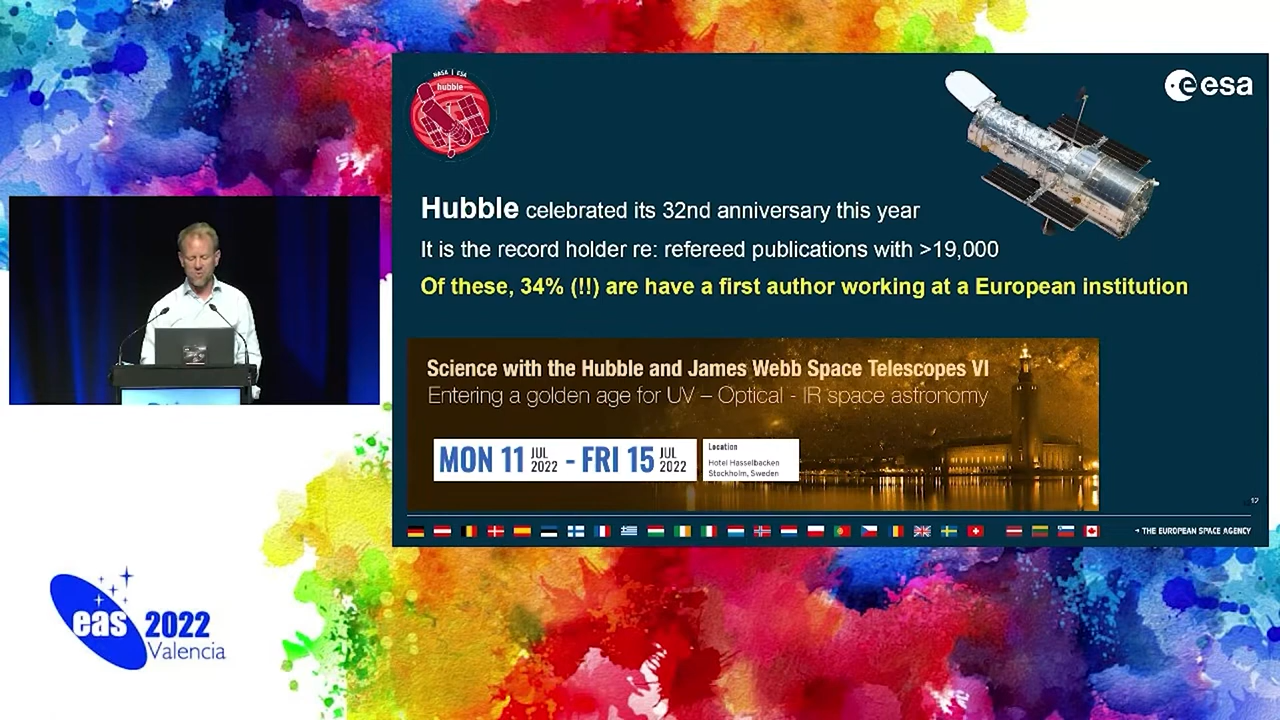 NASA | ESA
hubble
esa
Hubble celebrated its 32nd anniversary this year
It is the record holder re: refereed publications with >19,000
Of these, 34% (!!) are have a first author working at a European institution
Science with the Hubble and James Webb Space Telescopes VI
Entering a golden age for UV – Optical - IR space astronomy
MON 11 JUL 2022 - FRI 15 JUL 2022
Location
Hotel Hasselbacken
Stockholm, Sweden
THE EUROPEAN SPACE AGENCY
eas 2022
Valencia